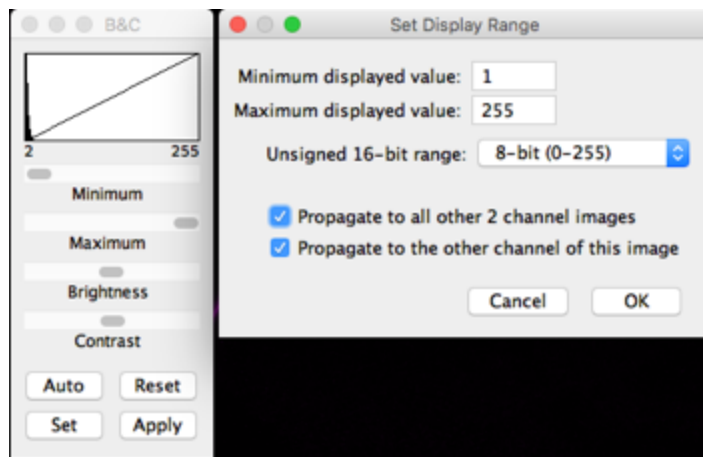 B&C
2 255
Minimum
Maximum
Brightness
Contrast
Auto Reset
Set Apply
Set Display Range
Minimum displayed value: 1
Maximum displayed value: 255
Unsigned 16-bit range: 8-bit (0-255)
Propagate to all other 2 channel images
Propagate to the other channel of this image
Cancel OK